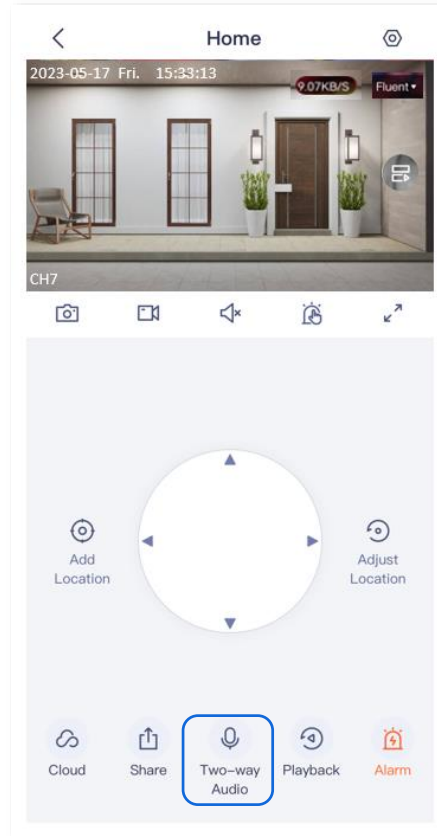 Home
2023-05-17 Fri. 15:33:13
9.07KB/S
Fluent
CH7
Add
Location
Adjust
Location
Cloud
Share
Two-way
Audio
Playback
Alarm